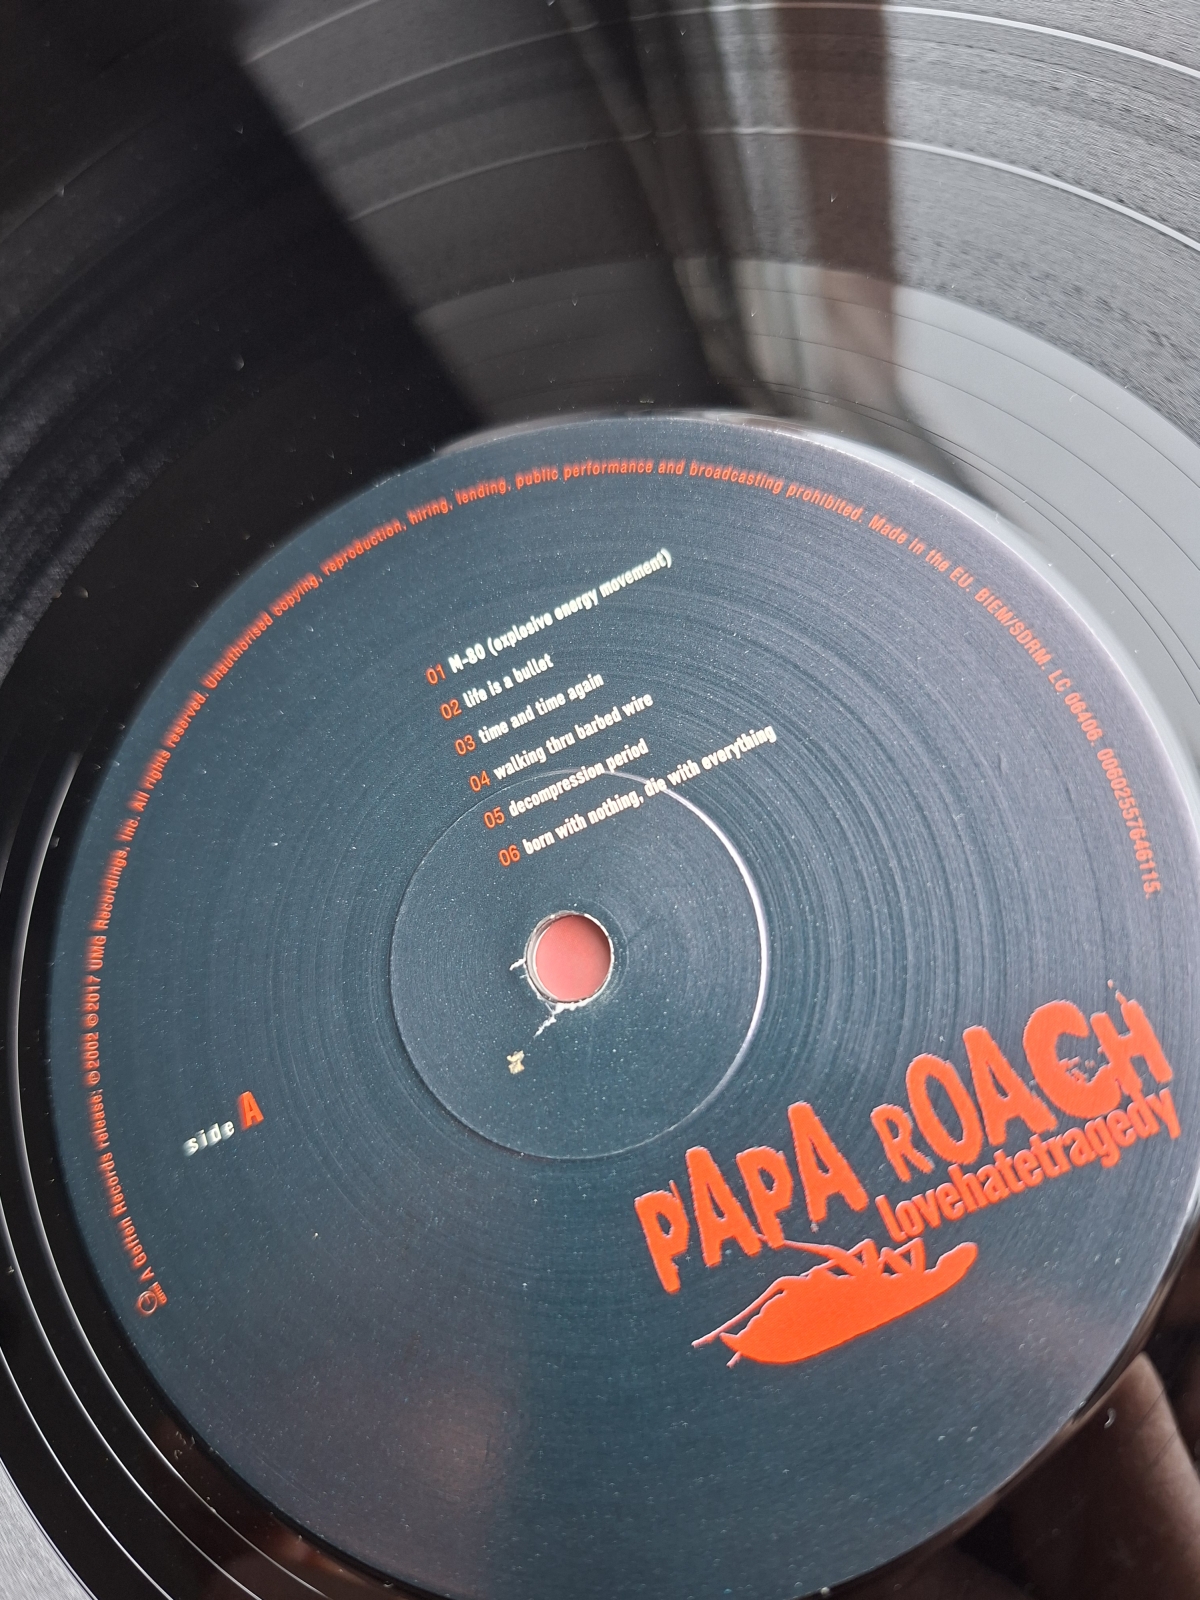 A Geffen Records release; ℗2002 ©2017 UMG Recordings, Inc. All rights reserved. Unauthorised copying, reproduction, hiring, lending, public performance and broadcasting prohibited. Made in the EU. BIEM/SDRM. LC 06406. 00602557646115.
01 M-80 (explosive energy movement)
02 life is a bullet
03 time and time again
04 walking thru barbed wire
05 decompression period
06 born with nothing, die with everything
side A
PAPA ROACH
lovehatetragedy